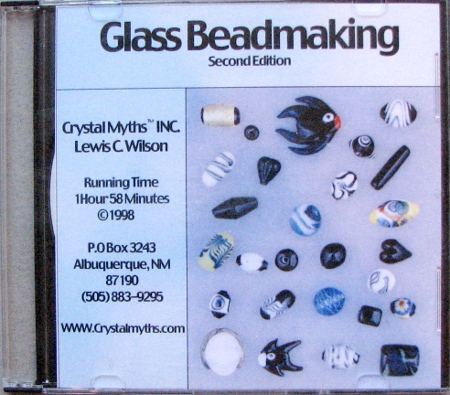 Glass Beadmaking
Second Edition
Crystal Myths™ INC.
Lewis C. Wilson
Running Time
1Hour 58 Minutes
©1998
P.O Box 3243
Albuquerque, NM
87190
(505) 883-9295
WWW.Crystalmyths.com